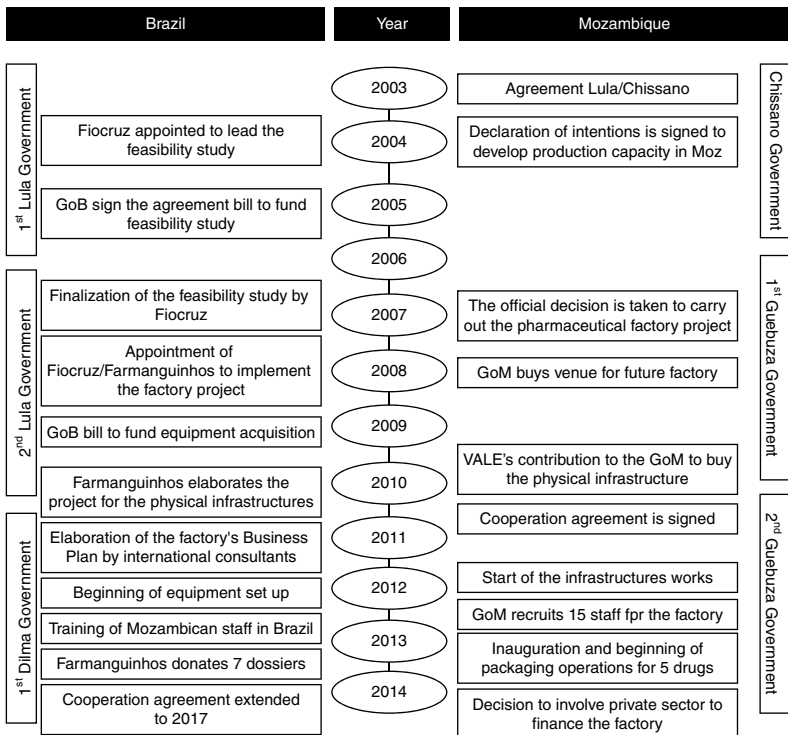 Brazil Year Mozambique
1st Lula Government
2nd Lula Government
1st Dilma Government
Fiocruz appointed to lead the
feasibility study
GoB sign the agreement bill to fund
feasibility study
Finalization of the feasibility study by
Fiocruz
Appointment of
Fiocruz/Farmanguinhos to implement
the factory project
GoB bill to fund equipment acquisition
Farmanguinhos elaborates the
project for the physical infrastructures
Elaboration of the factory's Business
Plan by international consultants
Beginning of equipment set up
Training of Mozambican staff in Brazil
Farmanguinhos donates 7 dossiers
Cooperation agreement extended
to 2017
2003
2004
2005
2006
2007
2008
2009
2010
2011
2012
2013
2014
Agreement Lula/Chissano
Declaration of intentions is signed to
develop production capacity in Moz
The official decision is taken to carry
out the pharmaceutical factory project
GoM buys venue for future factory
VALE's contribution to the GoM to buy
the physical infrastructure
Cooperation agreement is signed
Start of the infrastructures works
GoM recruits 15 staff fpr the factory
Inauguration and beginning of
packaging operations for 5 drugs
Decision to involve private sector to
finance the factory
Chissano Government
1st Guebuza Government
2nd Guebuza Government